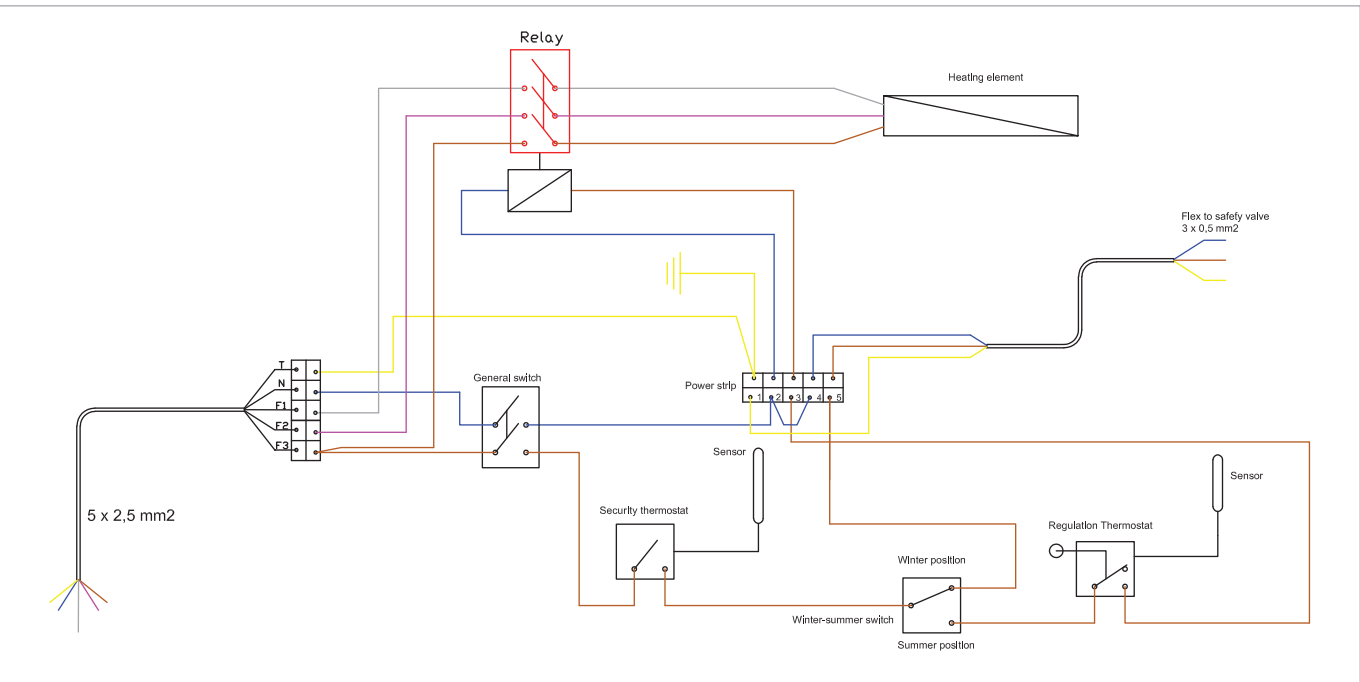 Relay
Heating element
Flex to safety valve
3 x 0,5 mm2
T
N
F1
F2
F3
General switch
Power strip
1 2 3 4 5
Sensor
Sensor
5 x 2,5 mm2
Security thermostat
Regulation Thermostat
Winter position
Winter-summer switch
Summer position